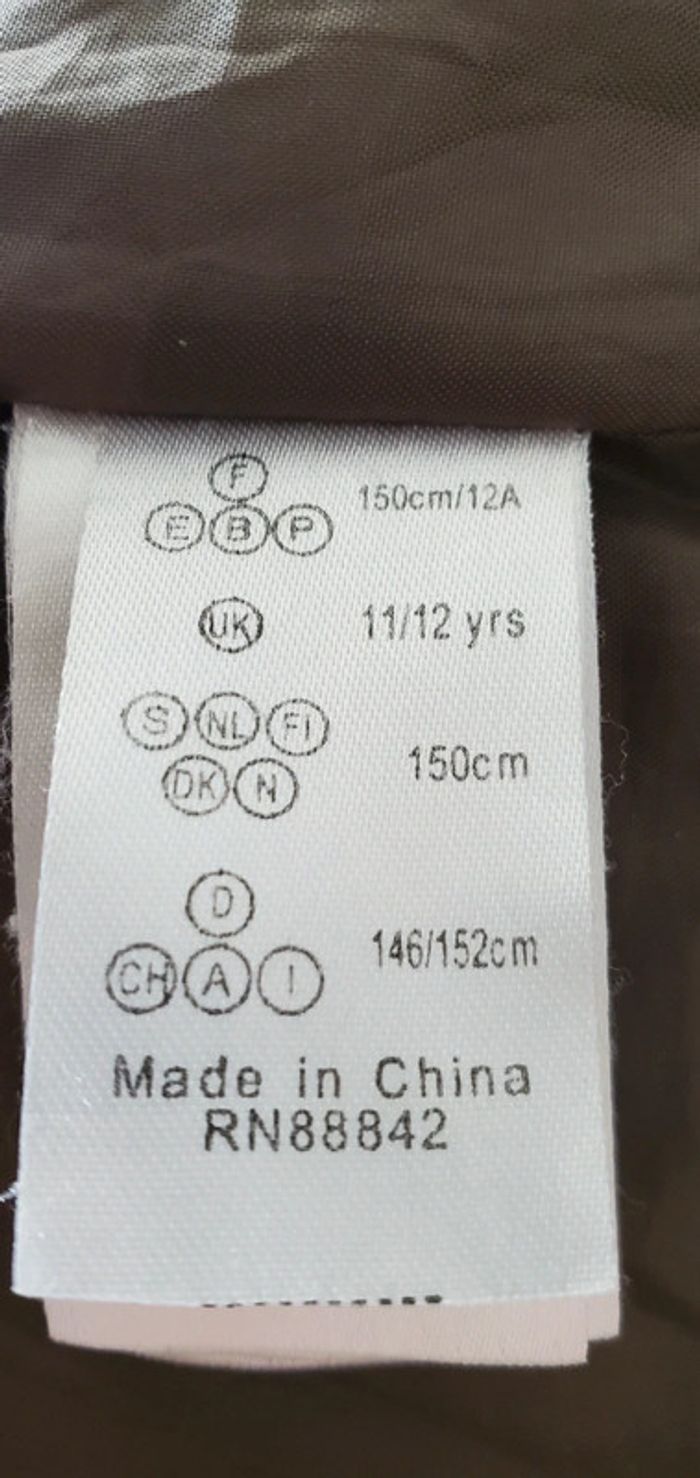 F
E B P 150cm/12A
UK 11/12 yrs
S NL FI
DK N 150cm
D
CH A I 146/152cm
Made in China
RN88842